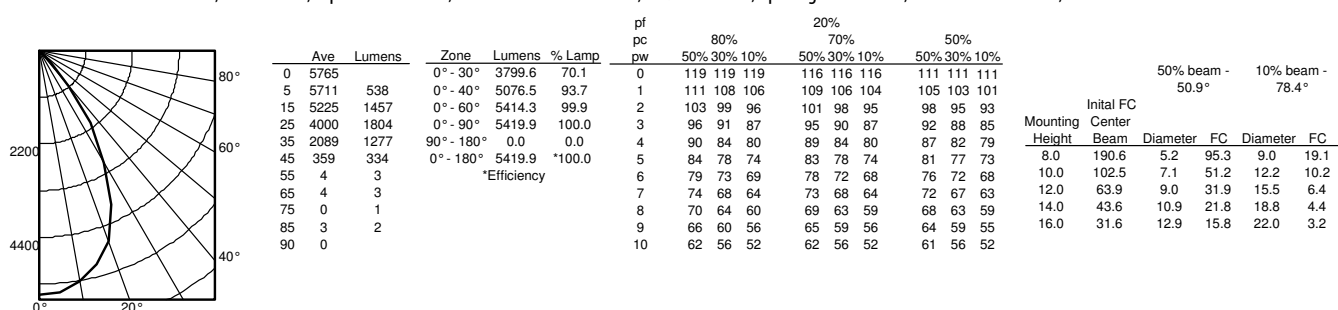 pf 20%
pc 80% 70% 50%
pw 50% 30% 10% 50% 30% 10% 50% 30% 10%
0 119 119 119 116 116 116 111 111 111
1 111 108 106 109 106 104 105 103 101
2 103 99 96 101 98 95 98 95 93
3 96 91 87 95 90 87 92 88 85
4 90 84 80 89 84 80 87 82 79
5 84 78 74 83 78 74 81 77 73
6 79 73 69 78 72 68 76 72 68
7 74 68 64 73 68 64 72 67 63
8 70 64 60 69 63 59 68 63 59
9 66 60 56 65 59 56 64 59 55
10 62 56 52 62 56 52 61 56 52
80°
60°
40°
2200
4400
0° 20°
Ave Lumens
0 5765
5 5711 538
15 5225 1457
25 4000 1804
35 2089 1277
45 359 334
55 4 3
65 4 3
75 0 1
85 3 2
90 0
Zone Lumens % Lamp
0° - 30° 3799.6 70.1
0° - 40° 5076.5 93.7
0° - 60° 5414.3 99.9
0° - 90° 5419.9 100.0
90° - 180° 0.0 0.0
0° - 180° 5419.9 *100.0
*Efficiency
50% beam - 10% beam -
50.9° 78.4°
Inital FC
Mounting Center
Height Beam Diameter FC Diameter FC
8.0 190.6 5.2 95.3 9.0 19.1
10.0 102.5 7.1 51.2 12.2 10.2
12.0 63.9 9.0 31.9 15.5 6.4
14.0 43.6 10.9 21.8 18.8 4.4
16.0 31.6 12.9 15.8 22.0 3.2